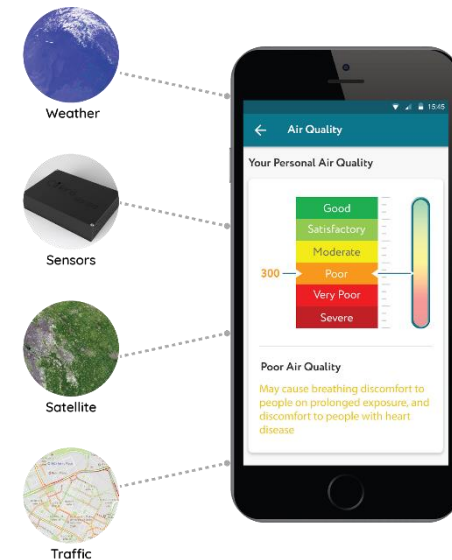 Weather
Sensors
Satellite
Traffic
15:45
Air Quality
Your Personal Air Quality
Good
Satisfactory
Moderate
300
Poor
Very Poor
Severe
Poor Air Quality
May cause breathing discomfort to
people on prolonged exposure, and
discomfort to people with heart
disease